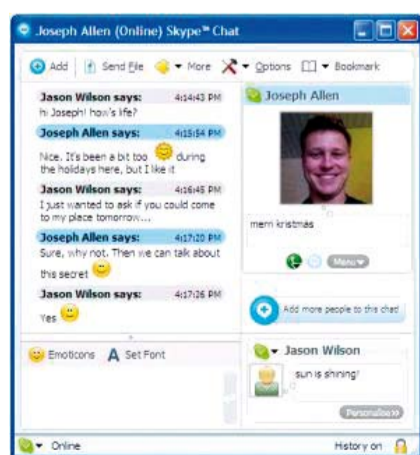 Joseph Allen (Online) Skype™ Chat
Add Send File More Options Bookmark
Jason Wilson says: 4:14:43 PM
hi Joseph! how's life?
Joseph Allen says: 4:15:54 PM
Nice. It's been a bit too during
the holidays here, but I like it
Jason Wilson says: 4:16:45 PM
I just wanted to ask if you could come
to my place tomorrow...
Joseph Allen says: 4:17:20 PM
Sure, why not. Then we can talk about
this secret
Jason Wilson says: 4:17:26 PM
Yes
Emoticons A Set Font
Joseph Allen
merri kristmas
Menu
Add more people to this chat!
Jason Wilson
sun is shining!
Personalise
Online
History on